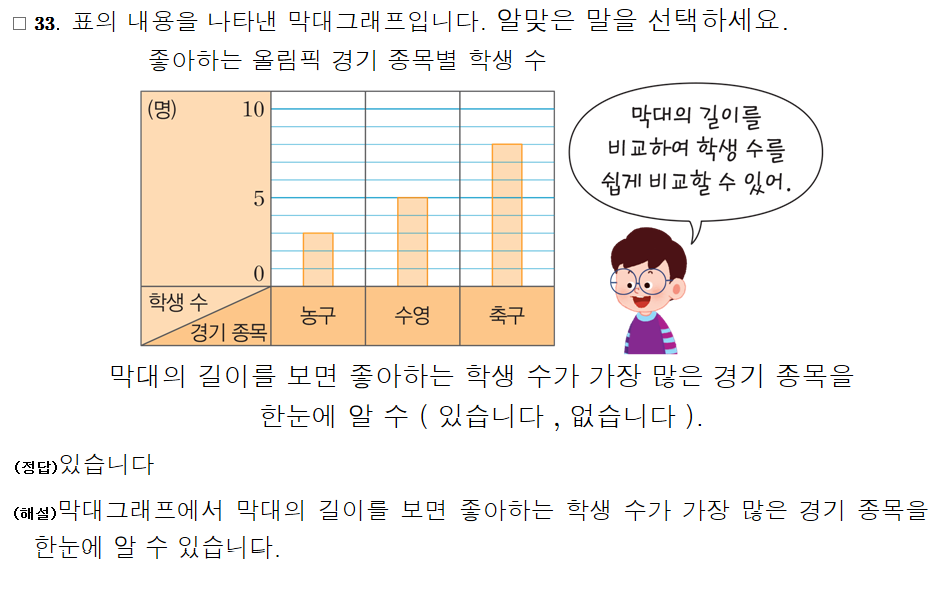 □ 33. 표의 내용을 나타낸 막대그래프입니다. 알맞은 말을 선택하세요.
좋아하는 올림픽 경기 종목별 학생 수
(명) 10
5
0
학생 수
경기 종목
농구 수영 축구
막대의 길이를
비교하여 학생 수를
쉽게 비교할 수 있어.
막대의 길이를 보면 좋아하는 학생 수가 가장 많은 경기 종목을
한눈에 알 수 ( 있습니다 , 없습니다 ).
(정답)있습니다
(해설)막대그래프에서 막대의 길이를 보면 좋아하는 학생 수가 가장 많은 경기 종목을
한눈에 알 수 있습니다.